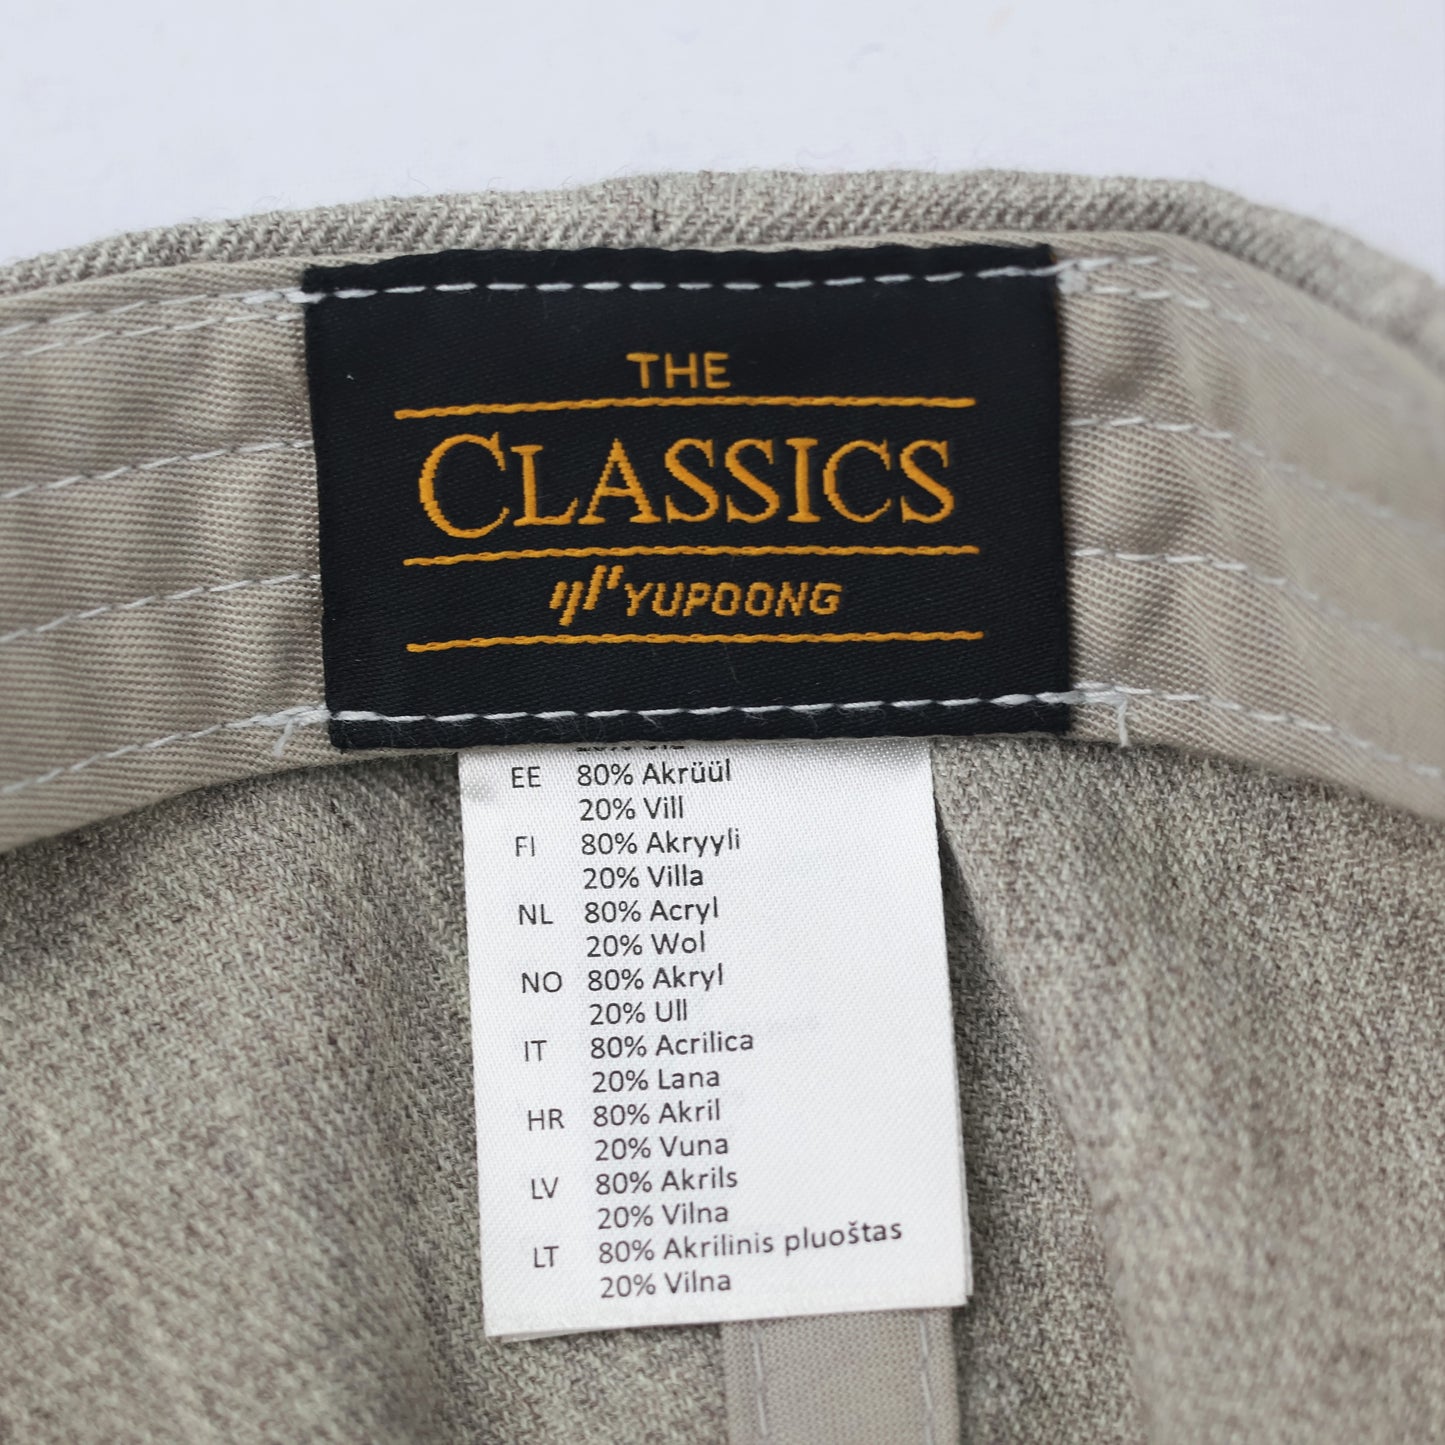 THE
CLASSICS
YUPOONG
EE 80% Akrüül
20% Vill
FI 80% Akryyli
20% Villa
NL 80% Acryl
20% Wol
NO 80% Akryl
20% Ull
IT 80% Acrilica
20% Lana
HR 80% Akril
20% Vuna
LV 80% Akrils
20% Vilna
LT 80% Akrilinis pluoštas
20% Vilna